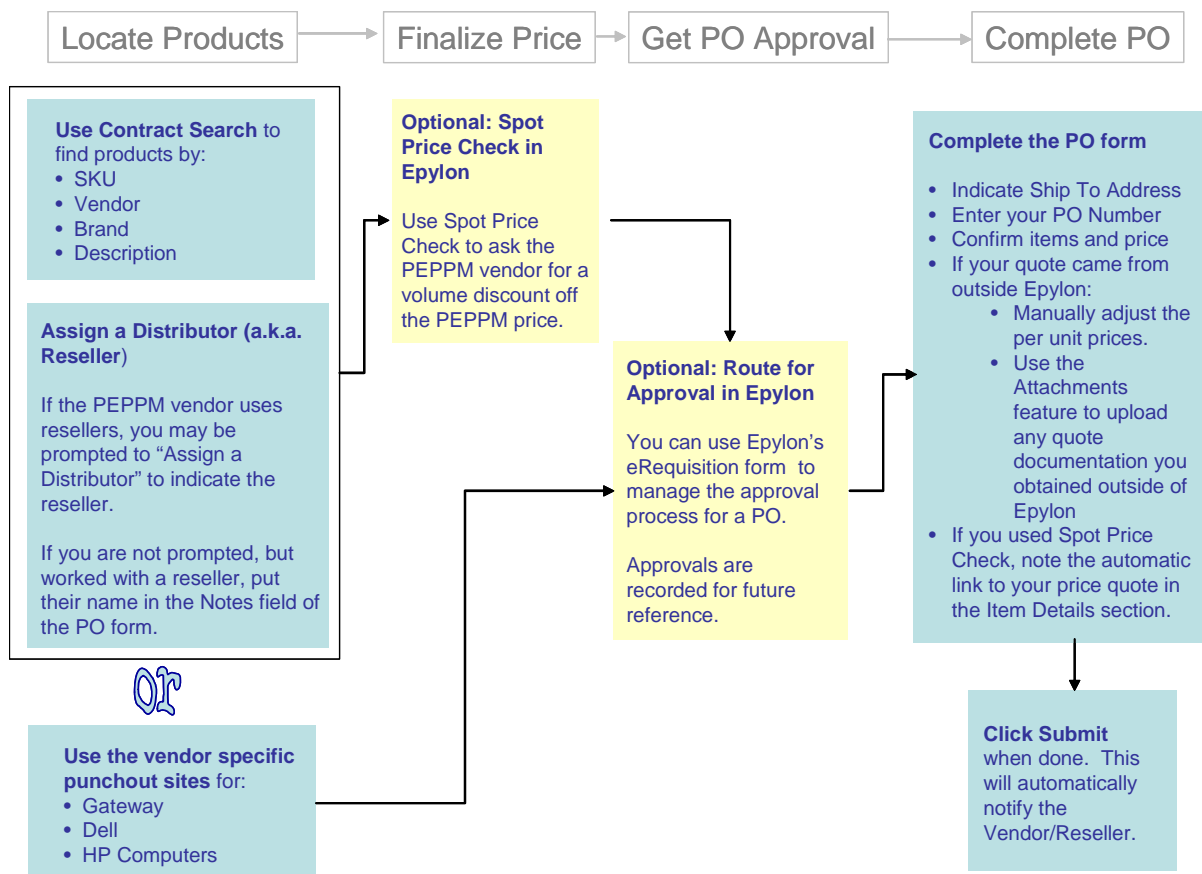 Locate Products
Finalize Price
Get PO Approval
Complete PO
Use Contract Search to
find products by:
• SKU
• Vendor
• Brand
• Description
Assign a Distributor (a.k.a.
Reseller)
If the PEPPM vendor uses
resellers, you may be
prompted to “Assign a
Distributor” to indicate the
reseller.
If you are not prompted, but
worked with a reseller, put
their name in the Notes field of
the PO form.
or
Use the vendor specific
punchout sites for:
• Gateway
• Dell
• HP Computers
Optional: Spot
Price Check in
Epylon
Use Spot Price
Check to ask the
PEPPM vendor for a
volume discount off
the PEPPM price.
Optional: Route for
Approval in Epylon
You can use Epylon’s
eRequisition form to
manage the approval
process for a PO.
Approvals are
recorded for future
reference.
Complete the PO form
• Indicate Ship To Address
• Enter your PO Number
• Confirm items and price
• If your quote came from
outside Epylon:
• Manually adjust the
per unit prices.
• Use the
Attachments
feature to upload
any quote
documentation you
obtained outside of
Epylon
• If you used Spot Price
Check, note the automatic
link to your price quote in
the Item Details section.
Click Submit
when done. This
will automatically
notify the
Vendor/Reseller.